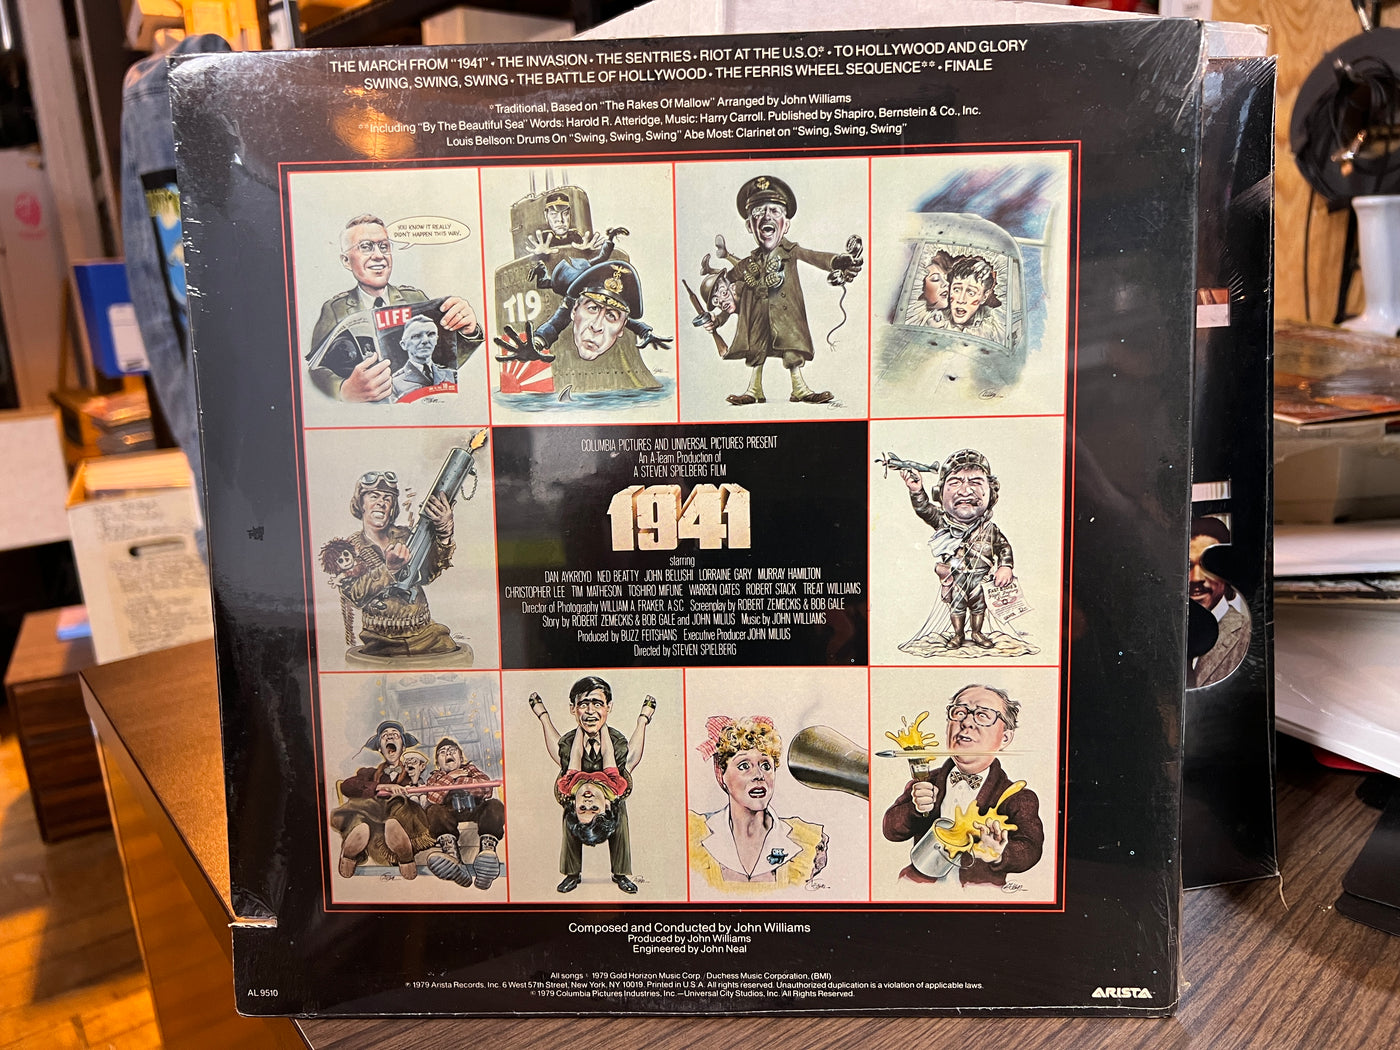 THE MARCH FROM "1941" • THE INVASION • THE SENTRIES • RIOT AT THE U.S.O.* • TO HOLLYWOOD AND GLORY
SWING, SWING, SWING • THE BATTLE OF HOLLYWOOD • THE FERRIS WHEEL SEQUENCE** • FINALE
*Traditional, Based on "The Rakes Of Mallow" Arranged by John Williams
**Including "By The Beautiful Sea" Words: Harold R. Atteridge, Music: Harry Carroll. Published by Shapiro, Bernstein & Co., Inc.
Louis Bellson: Drums On "Swing, Swing, Swing" Abe Most: Clarinet on "Swing, Swing, Swing"
YOU KNOW IT REALLY
DIDN'T HAPPEN THIS WAY.
LIFE
T19
COLUMBIA PICTURES AND UNIVERSAL PICTURES PRESENT
An A-Team Production of
A STEVEN SPIELBERG FILM
1941
starring
DAN AYKROYD NED BEATTY JOHN BELUSHI LORRAINE GARY MURRAY HAMILTON
CHRISTOPHER LEE TIM MATHESON TOSHIRO MIFUNE WARREN OATES ROBERT STACK TREAT WILLIAMS
Director of Photography WILLIAM A. FRAKER, A.S.C. Screenplay by ROBERT ZEMECKIS & BOB GALE
Story by ROBERT ZEMECKIS & BOB GALE and JOHN MILIUS Music by JOHN WILLIAMS
Produced by BUZZ FEITSHANS Executive Producer JOHN MILIUS
Directed by STEVEN SPIELBERG
Composed and Conducted by John Williams
Produced by John Williams
Engineered by John Neal
All songs © 1979 Gold Horizon Music Corp. / Duchess Music Corporation, (BMI)
℗ 1979 Arista Records, Inc. 6 West 57th Street, New York, NY 10019. Printed in U.S.A. All rights reserved. Unauthorized duplication is a violation of applicable laws.
© 1979 Columbia Pictures Industries, Inc.—Universal City Studios, Inc. All Rights Reserved.
AL 9510
ARISTA